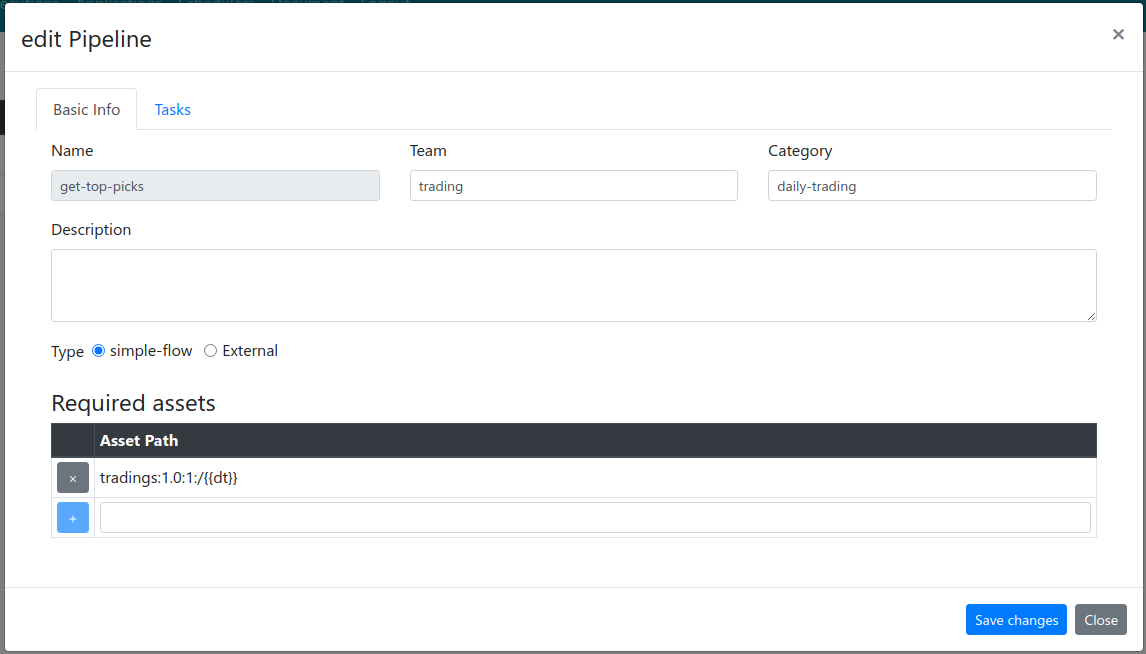 edit Pipeline ×
Basic Info Tasks
Name Team Category
get-top-picks trading daily-trading
Description
Type simple-flow External
Required assets
Asset Path
× tradings:1.0:1:/{{dt}}
+
Save changes Close